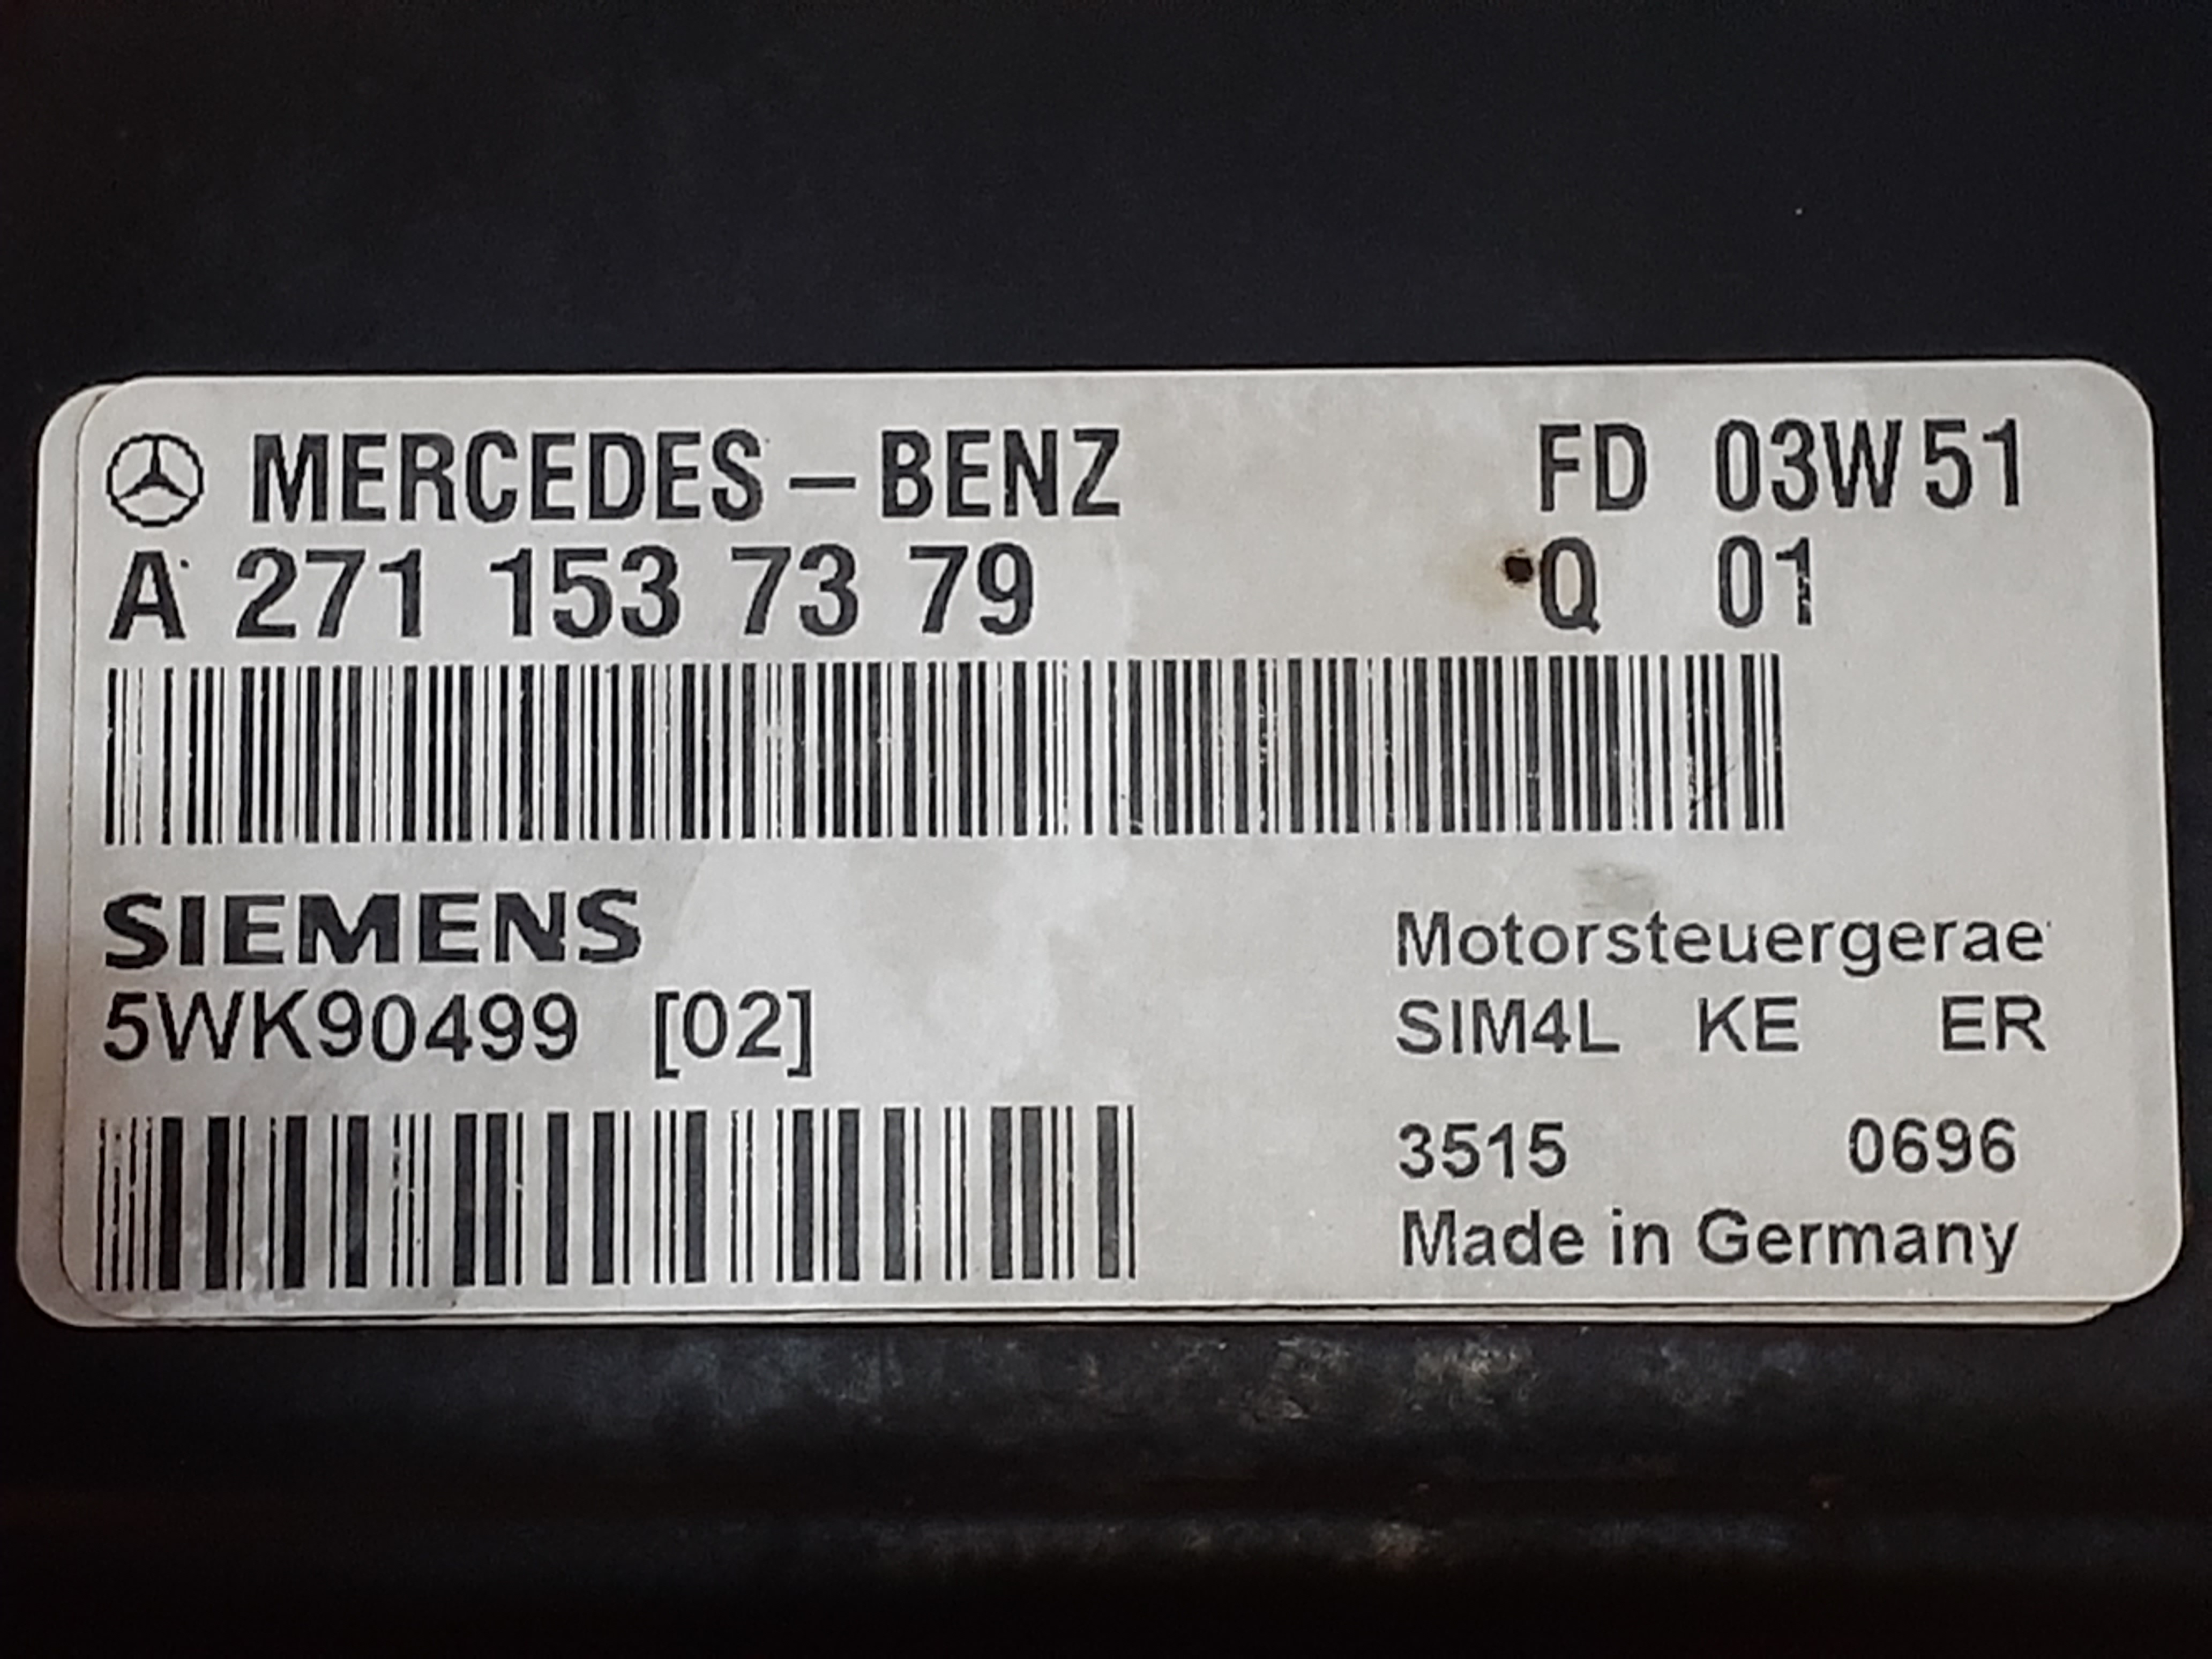 MERCEDES-BENZ FD 03W51
A 271 153 73 79 Q 01
SIEMENS
5WK90499 [02]
Motorsteuergerae
SIM4L KE ER
3515 0696
Made in Germany